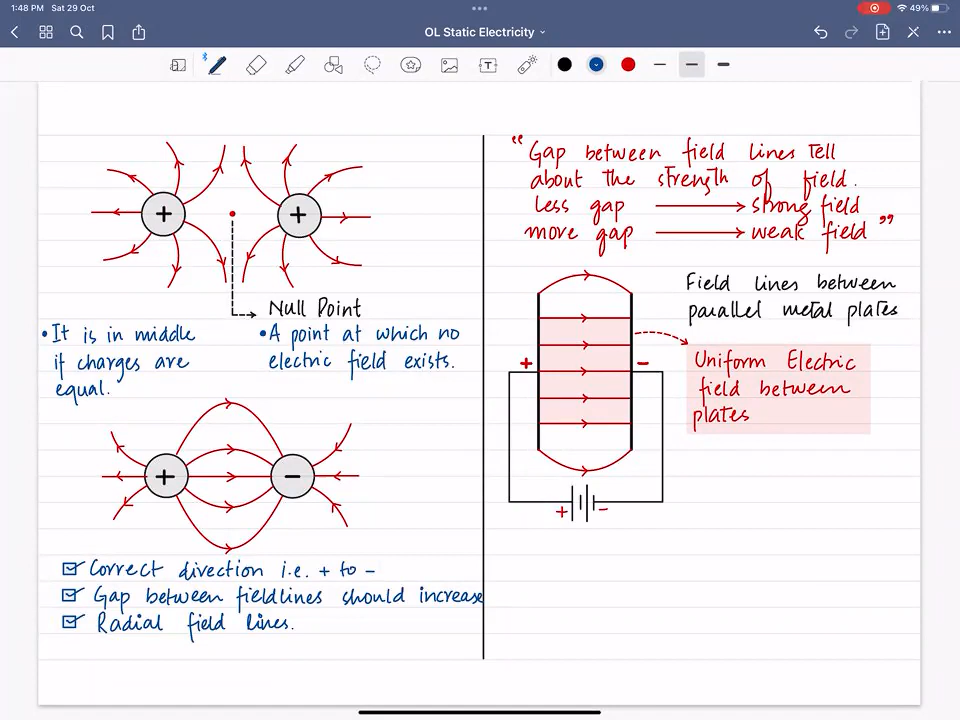 1:48 PM Sat 29 Oct
49%
OL Static Electricity
T
+
+
Null Point
• It is in middle
if charges are
equal.
• A point at which no
electric field exists.
+
−
Correct direction i.e. + to −
Gap between fieldlines should increase
Radial field lines.
“Gap between field lines tell
about the strength of field.
less gap → strong field
more gap → weak field”
Field lines between
parallel metal plates
+
−
Uniform Electric
field between
plates
+
−